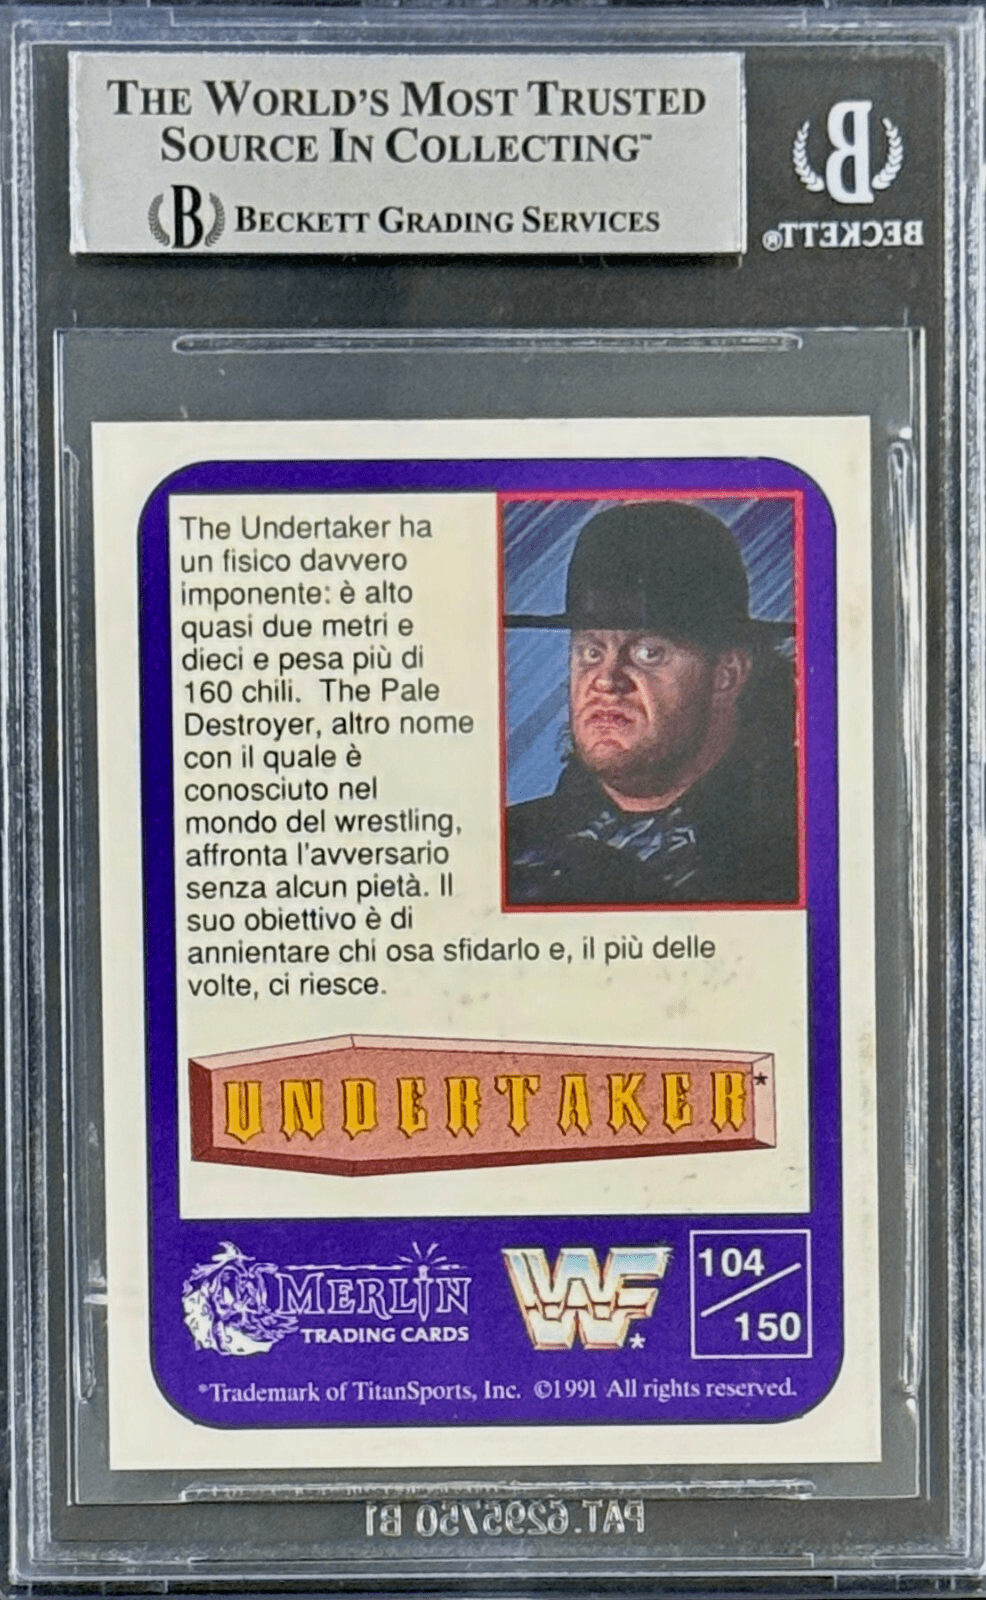 THE WORLD'S MOST TRUSTED
SOURCE IN COLLECTING™
B BECKETT GRADING SERVICES
B
BECKETT®
The Undertaker ha
un fisico davvero
imponente: è alto
quasi due metri e
dieci e pesa più di
160 chili. The Pale
Destroyer, altro nome
con il quale è
conosciuto nel
mondo del wrestling,
affronta l'avversario
senza alcun pietà. Il
suo obiettivo è di
annientare chi osa sfidarlo e, il più delle
volte, ci riesce.
UNDERTAKER*
MERLIN
TRADING CARDS
WF*
104/150
*Trademark of TitanSports, Inc. ©1991 All rights reserved.
PAT.6295750 B1